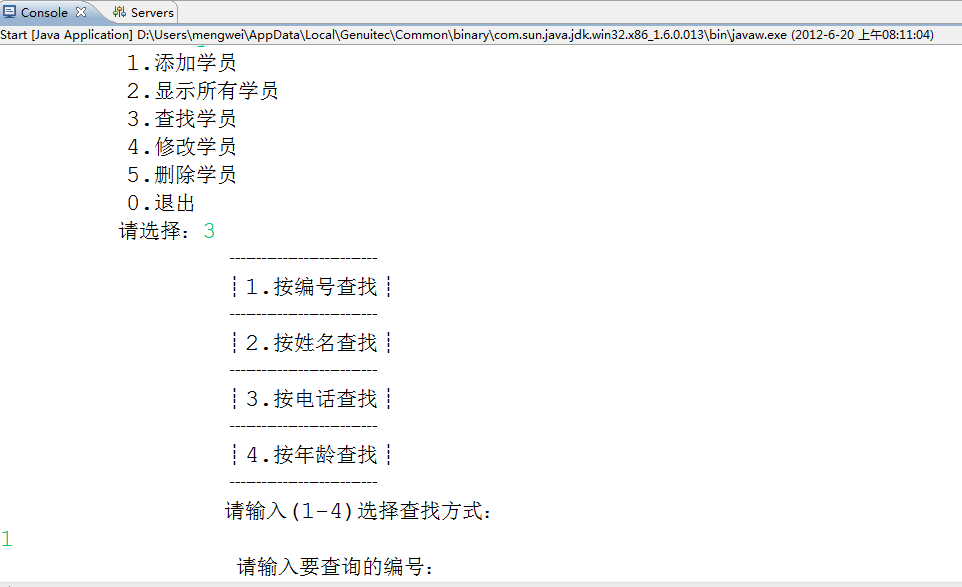 Console Servers
Start [Java Application] D:\Users\mengwei\AppData\Local\Genuitec\Common\binary\com.sun.java.jdk.win32.x86_1.6.0.013\bin\javaw.exe (2012-6-20 上午08:11:04)
1.添加学员
2.显示所有学员
3.查找学员
4.修改学员
5.删除学员
0.退出
请选择: 3
-------------------------
┆1.按编号查找┆
-------------------------
┆2.按姓名查找┆
-------------------------
┆3.按电话查找┆
-------------------------
┆4.按年龄查找┆
-------------------------
请输入(1-4)选择查找方式:
1
请输入要查询的编号: